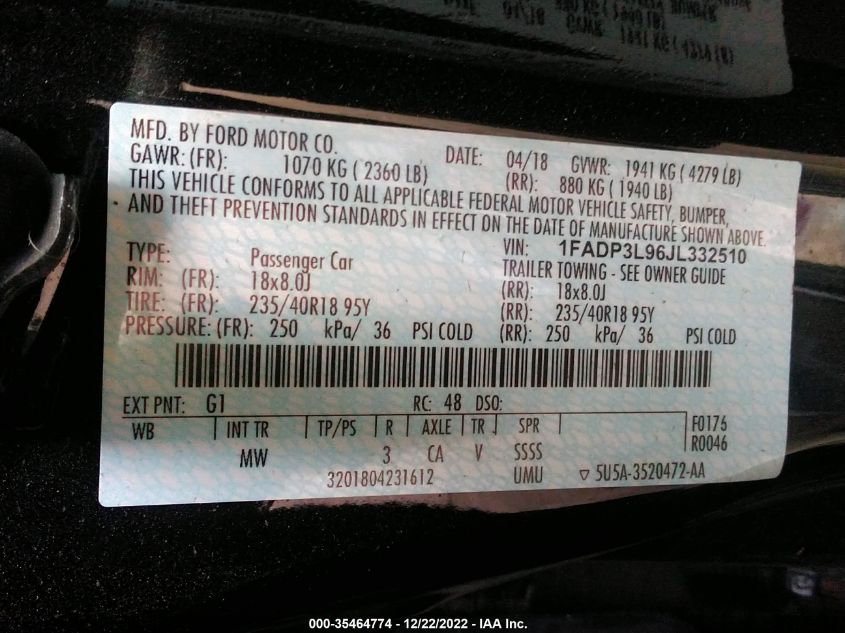 MFD. BY FORD MOTOR CO. DATE: 04/18 GVWR: 1941 KG ( 4279 LB)
GAWR: (FR): 1070 KG ( 2360 LB) (RR): 880 KG ( 1940 LB)
THIS VEHICLE CONFORMS TO ALL APPLICABLE FEDERAL MOTOR VEHICLE SAFETY, BUMPER,
AND THEFT PREVENTION STANDARDS IN EFFECT ON THE DATE OF MANUFACTURE SHOWN ABOVE.
VIN: 1FADP3L96JL332510
TYPE: Passenger Car TRAILER TOWING - SEE OWNER GUIDE
RIM: (FR): 18x8.0J (RR): 18x8.0J
TIRE: (FR): 235/40R18 95Y (RR): 235/40R18 95Y
PRESSURE: (FR): 250 kPa/ 36 PSI COLD (RR): 250 kPa/ 36 PSI COLD
EXT PNT: G1 RC: 48 DSO:
WB INT TR TP/PS R AXLE TR SPR F0176
R0046
MW 3 CA V SSSS
3201804231612 UMU ▽ 5U5A-3520472-AA
000-35464774 - 12/22/2022 - IAA Inc.